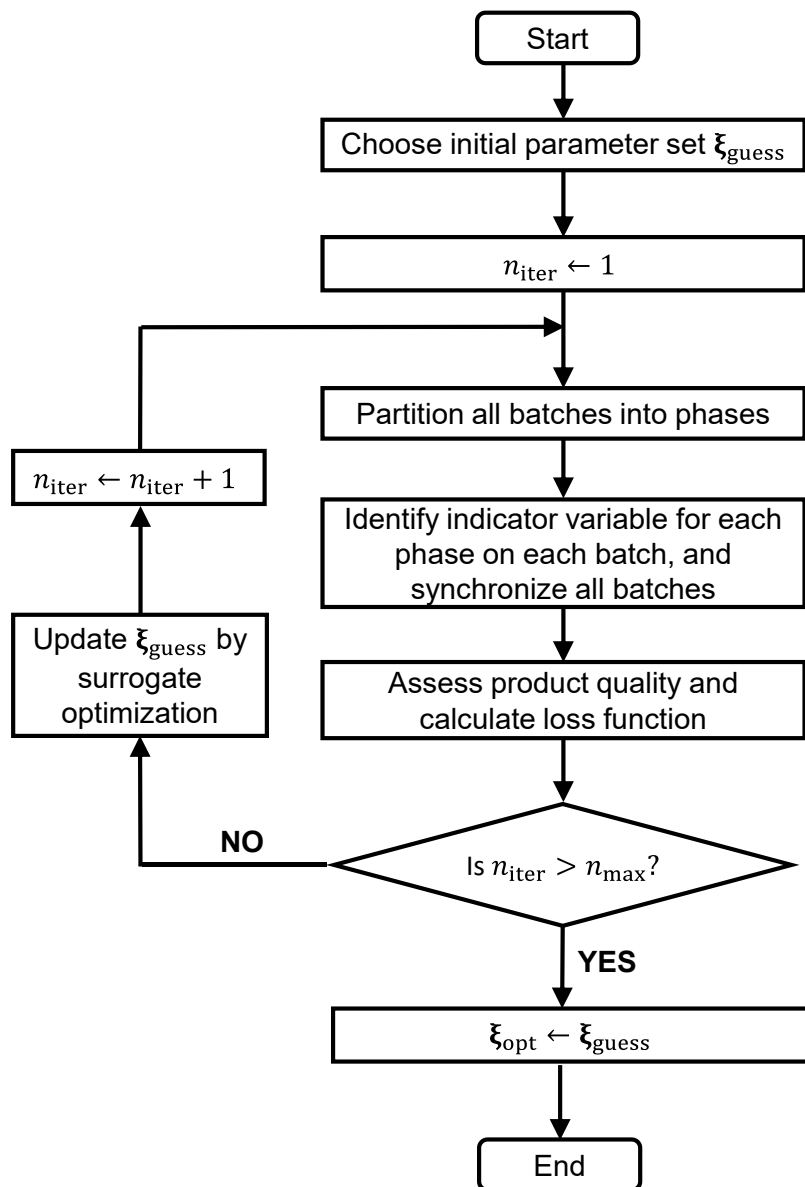 Start
Choose initial parameter set ξguess
niter ← 1
Partition all batches into phases
niter ← niter + 1
Identify indicator variable for each
phase on each batch, and
synchronize all batches
Update ξguess by
surrogate
optimization
Assess product quality and
calculate loss function
NO
Is niter > nmax?
YES
ξopt ← ξguess
End